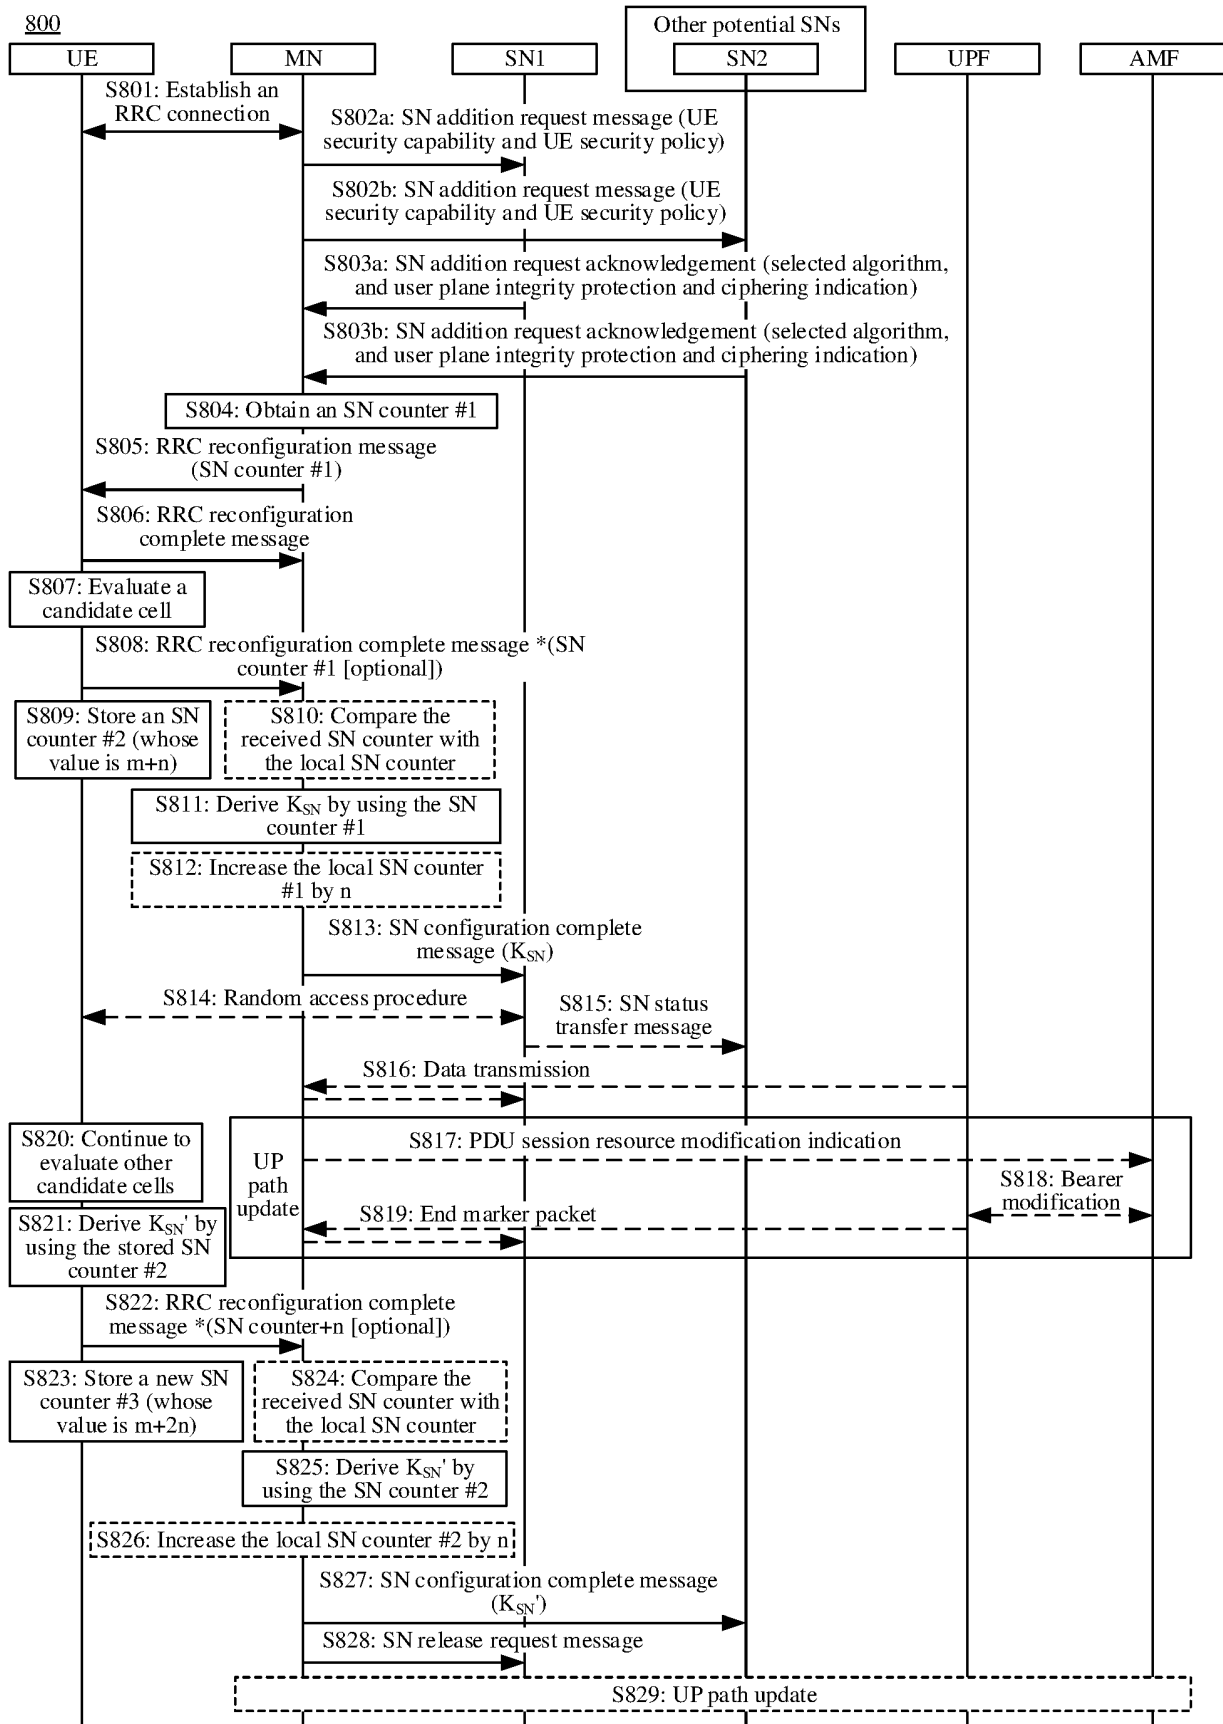 800
Other potential SNs
UE
MN
SN1
SN2
UPF
AMF
S801: Establish an
RRC connection
S802a: SN addition request message (UE
security capability and UE security policy)
S802b: SN addition request message (UE
security capability and UE security policy)
S803a: SN addition request acknowledgement (selected algorithm,
and user plane integrity protection and ciphering indication)
S803b: SN addition request acknowledgement (selected algorithm,
and user plane integrity protection and ciphering indication)
S804: Obtain an SN counter #1
S805: RRC reconfiguration message
(SN counter #1)
S806: RRC reconfiguration
complete message
S807: Evaluate a
candidate cell
S808: RRC reconfiguration complete message *(SN
counter #1 [optional])
S809: Store an SN
counter #2 (whose
value is m+n)
S810: Compare the
received SN counter with
the local SN counter
S811: Derive KSN by using the SN
counter #1
S812: Increase the local SN counter
#1 by n
S813: SN configuration complete
message (KSN)
S814: Random access procedure
S815: SN status
transfer message
S816: Data transmission
S820: Continue to
evaluate other
candidate cells
UP
path
update
S817: PDU session resource modification indication
S818: Bearer
modification
S819: End marker packet
S821: Derive KSN' by
using the stored SN
counter #2
S822: RRC reconfiguration complete
message *(SN counter+n [optional])
S823: Store a new SN
counter #3 (whose
value is m+2n)
S824: Compare the
received SN counter with
the local SN counter
S825: Derive KSN' by
using the SN counter #2
S826: Increase the local SN counter #2 by n
S827: SN configuration complete message
(KSN')
S828: SN release request message
S829: UP path update